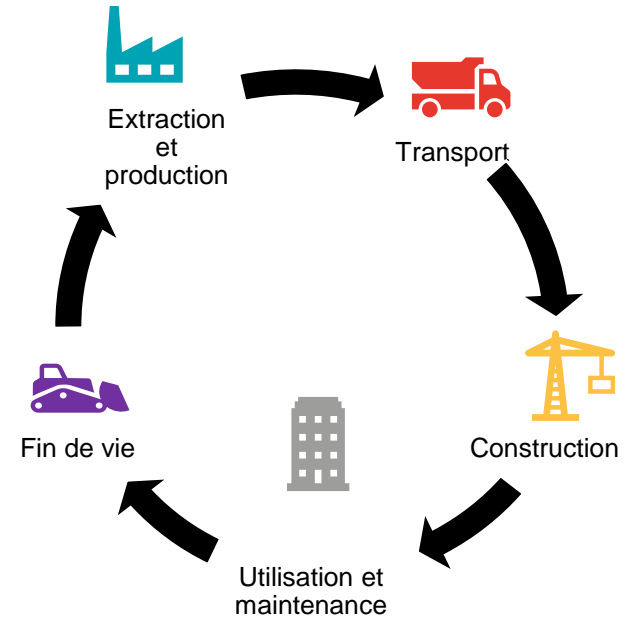 Extraction
et
production
Transport
Construction
Utilisation et
maintenance
Fin de vie